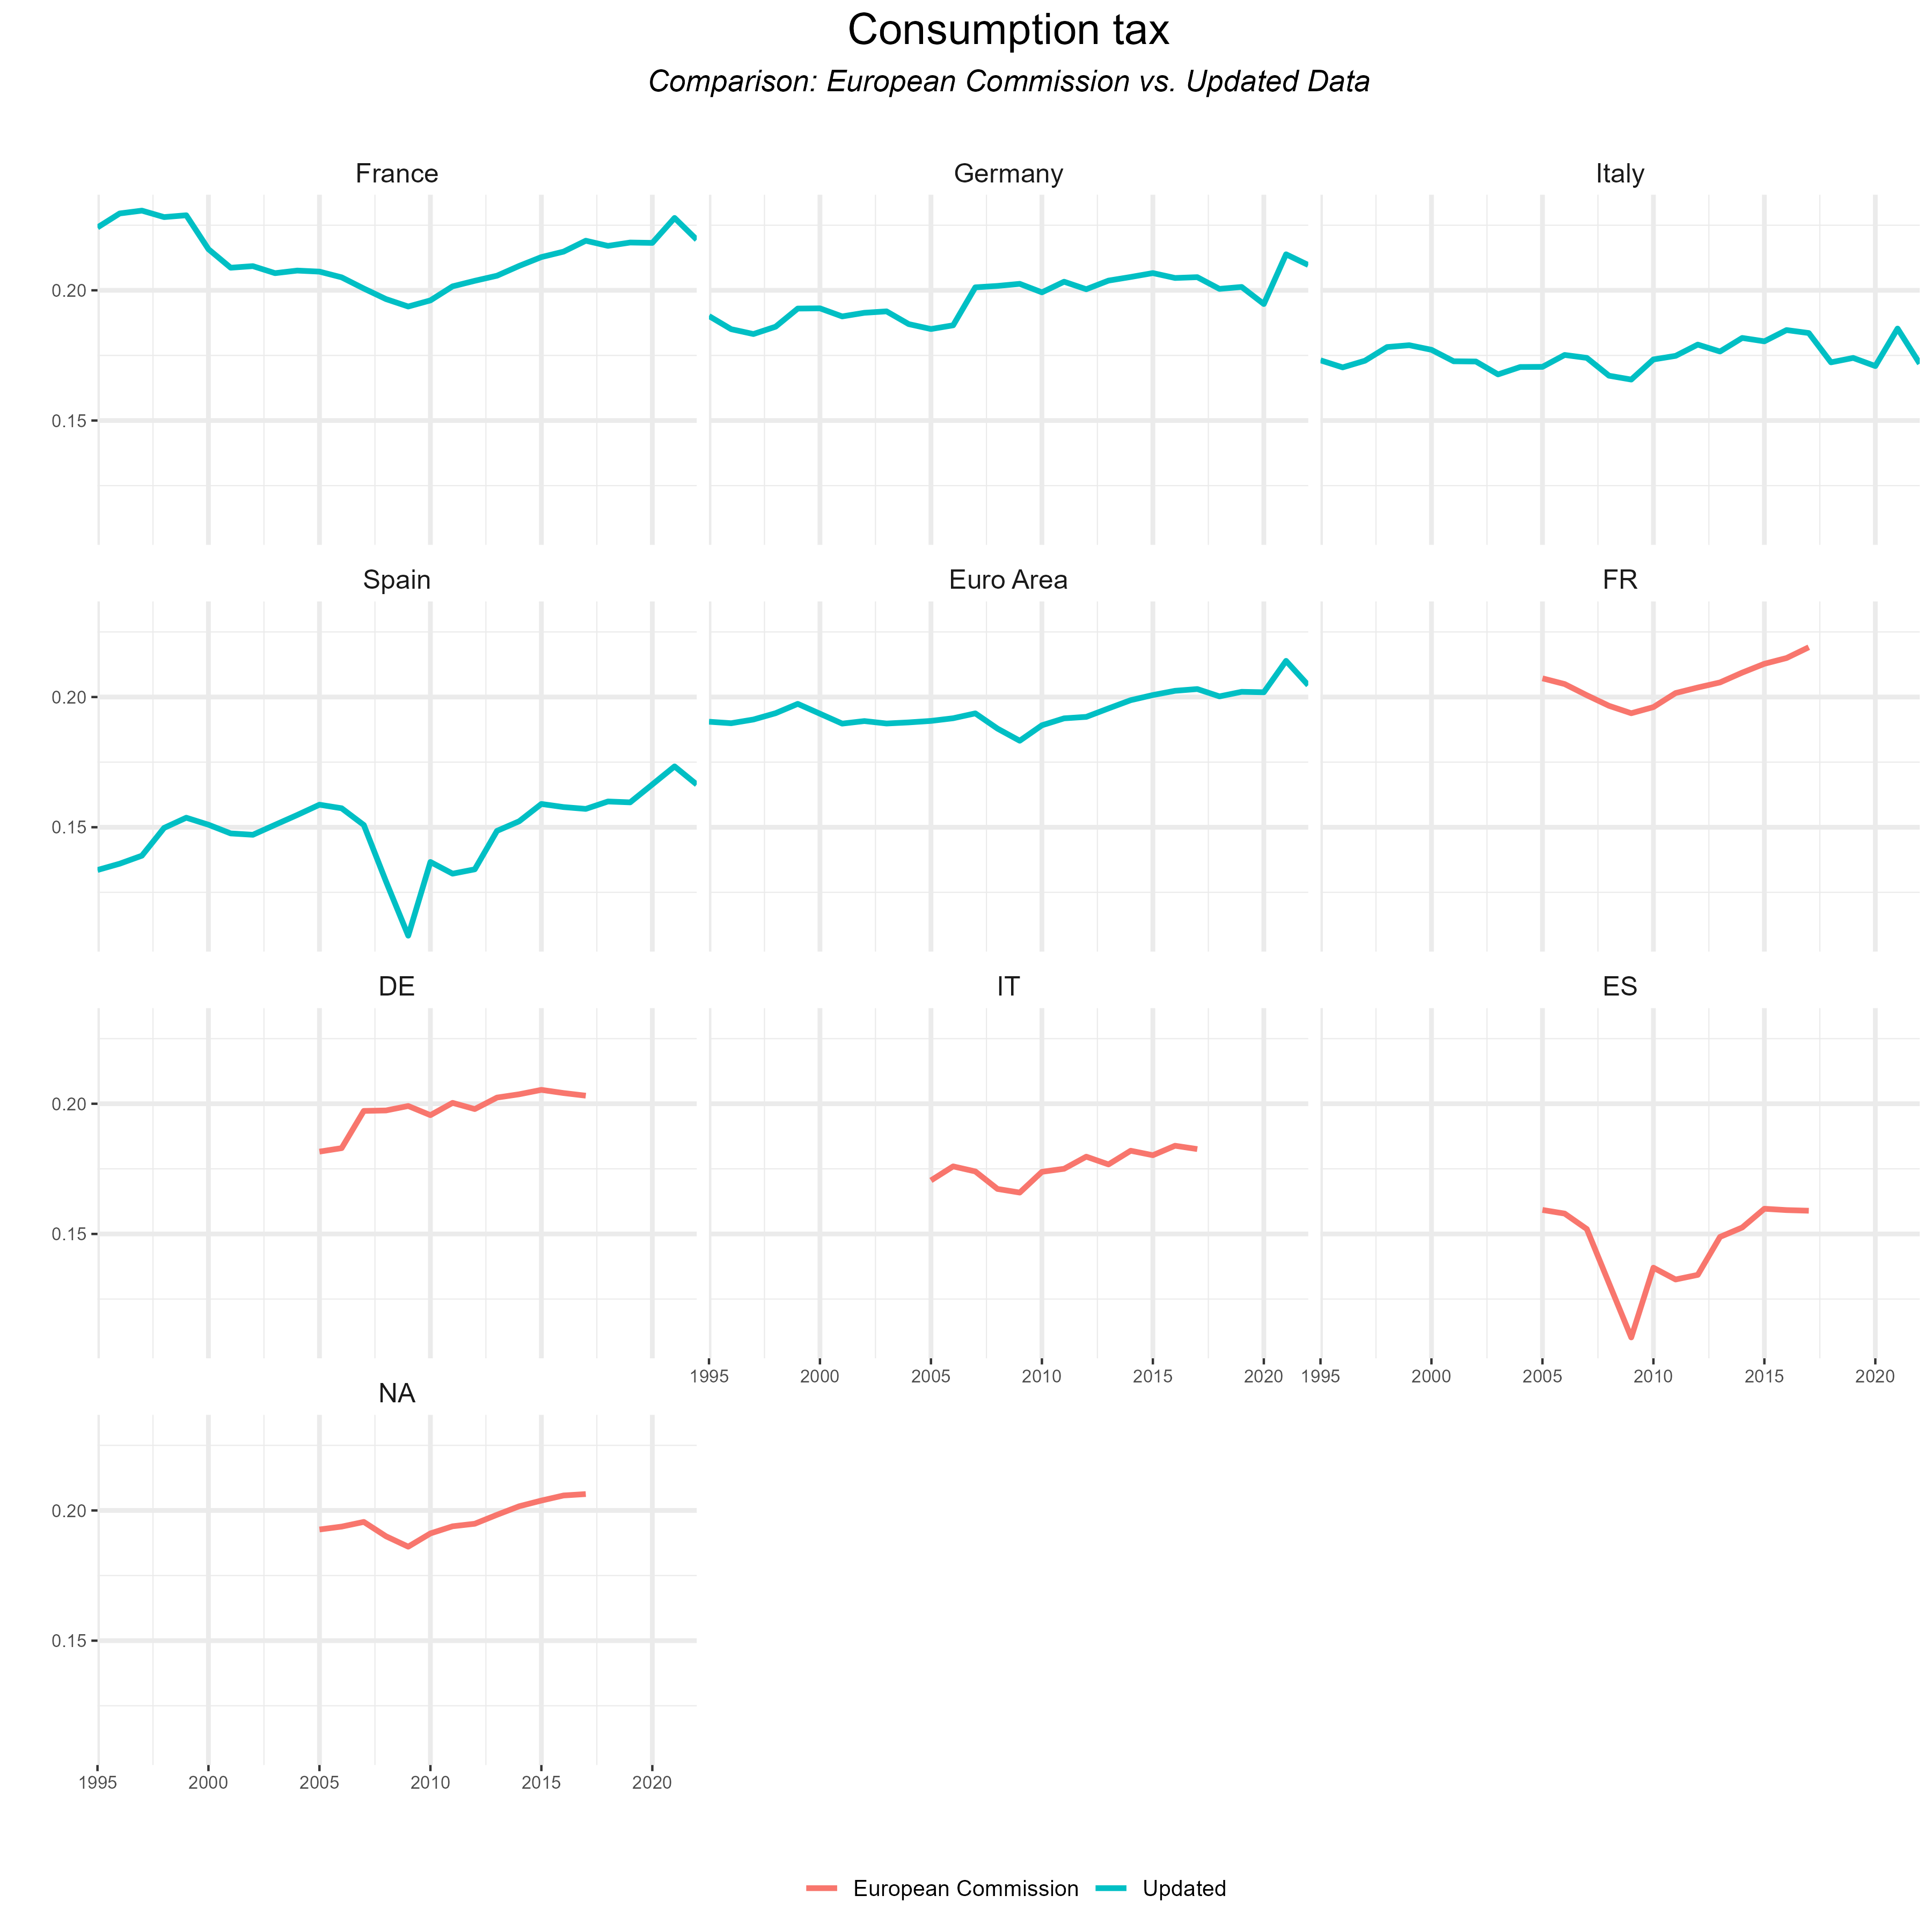 Consumption tax
Comparison: European Commission vs. Updated Data
France
Germany
Italy
0.20
0.15
Spain
Euro Area
FR
0.20
0.15
DE
IT
ES
0.20
0.15
1995 2000 2005 2010 2015 2020
1995 2000 2005 2010 2015 2020
NA
0.20
0.15
1995 2000 2005 2010 2015 2020
European Commission
Updated